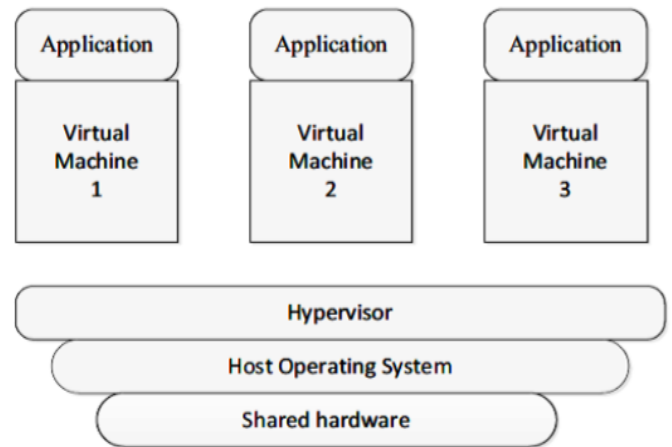 Application
Application
Application
Virtual
Machine
1
Virtual
Machine
2
Virtual
Machine
3
Hypervisor
Host Operating System
Shared hardware